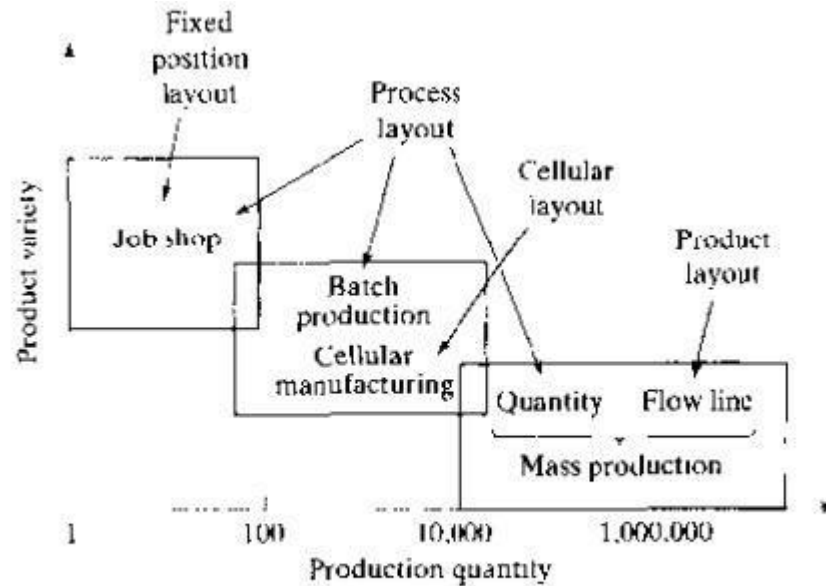 Fixed
position
layout
Process
layout
Cellular
layout
Product
layout
Product variety
Job shop
Batch
production
Cellular
manufacturing
Quantity Flow line
Mass production
1 100 10,000 1,000,000
Production quantity